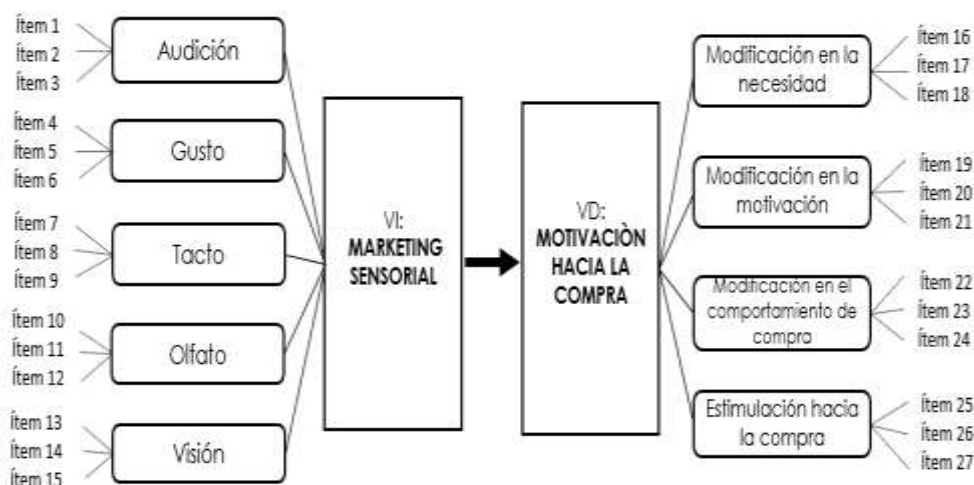 Ítem 1
Ítem 2
Ítem 3
Audición
Ítem 4
Ítem 5
Ítem 6
Gusto
Ítem 7
Ítem 8
Ítem 9
Tacto
Ítem 10
Ítem 11
Ítem 12
Olfato
Ítem 13
Ítem 14
Ítem 15
Visión
VI:
MARKETING
SENSORIAL
VD:
MOTIVACIÒN
HACIA LA
COMPRA
Modificación en la
necesidad
Ítem 16
Ítem 17
Ítem 18
Modificación en la
motivación
Ítem 19
Ítem 20
Ítem 21
Modificación en el
comportamiento de
compra
Ítem 22
Ítem 23
Ítem 24
Estimulación hacia
la compra
Ítem 25
Ítem 26
Ítem 27